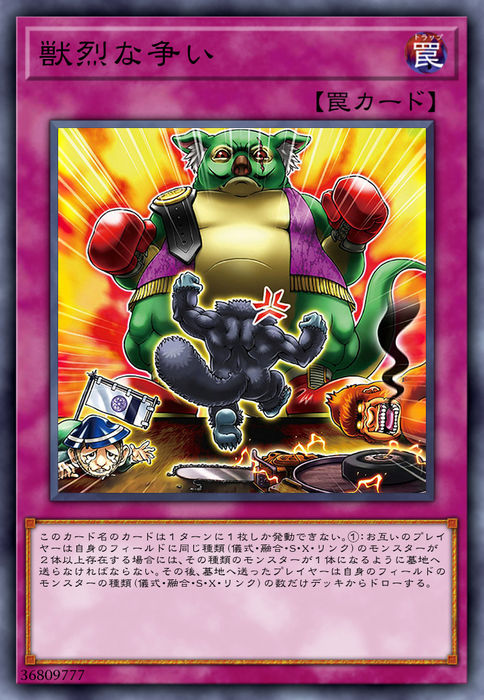 獣烈な争い
トラップ
罠
【罠カード】
このカード名のカードは1ターンに1枚しか発動できない。①:お互いのプレイ
ヤーは自身のフィールドに同じ種類(儀式・融合・S・X・リンク)のモンスターが
2体以上存在する場合には、その種類のモンスターが1体になるように墓地へ
送らなければならない。その後、墓地へ送ったプレイヤーは自身のフィールドの
モンスターの種類(儀式・融合・S・X・リンク)の数だけデッキからドローする。
36809777